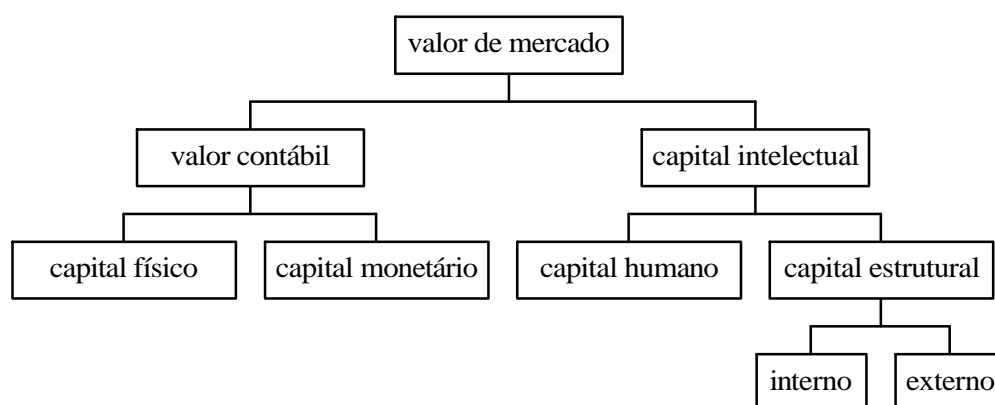 valor de mercado
valor contábil
capital intelectual
capital físico
capital monetário
capital humano
capital estrutural
interno
externo